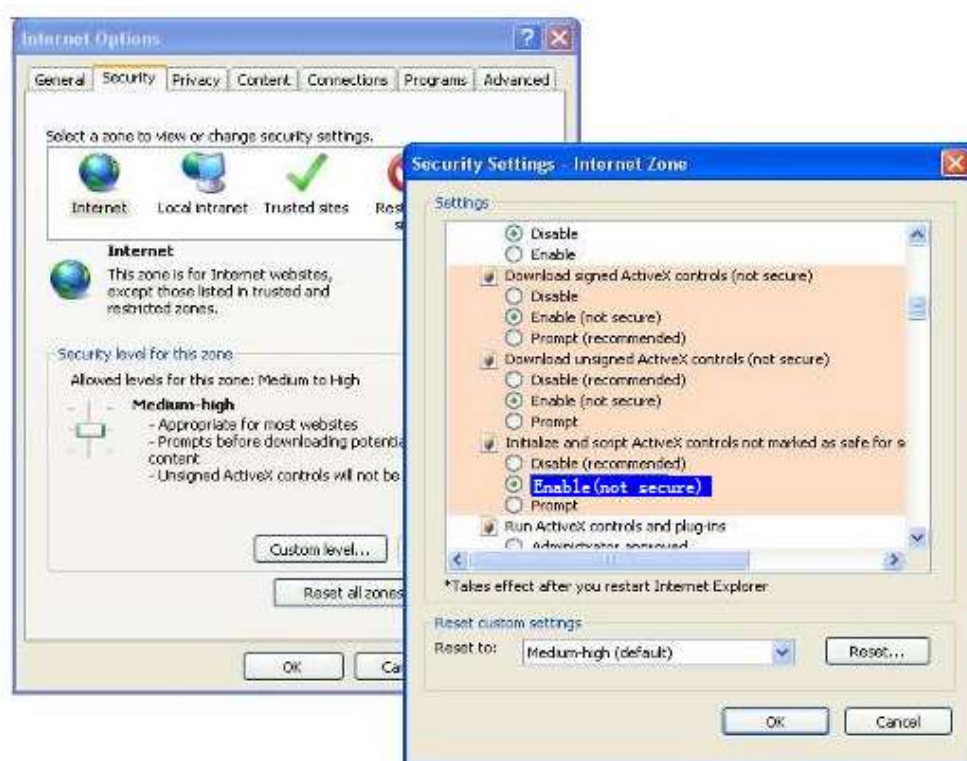 Internet Options
General Security Privacy Content Connections Programs Advanced
Select a zone to view or change security settings.
Internet Local intranet Trusted sites
Internet
This zone is for Internet websites,
except those listed in trusted and
restricted zones.
Security level for this zone
Allowed levels for this zone: Medium to High
Medium-high
- Appropriate for most websites
- Prompts before downloading
content
- Unsigned ActiveX controls will not be
Custom level...
Reset all zones
OK
Security Settings - Internet Zone
Settings
Disable
Enable
Download signed ActiveX controls (not secure)
Disable
Enable (not secure)
Prompt (recommended)
Download unsigned ActiveX controls (not secure)
Disable (recommended)
Enable (not secure)
Prompt
Initialize and script ActiveX controls not marked as safe for s
Disable (recommended)
Enable(not secure)
Prompt
Run ActiveX controls and plug-ins
Administrator approved
*Takes effect after you restart Internet Explorer
Reset custom settings
Reset to: Medium-high (default) Reset...
OK Cancel